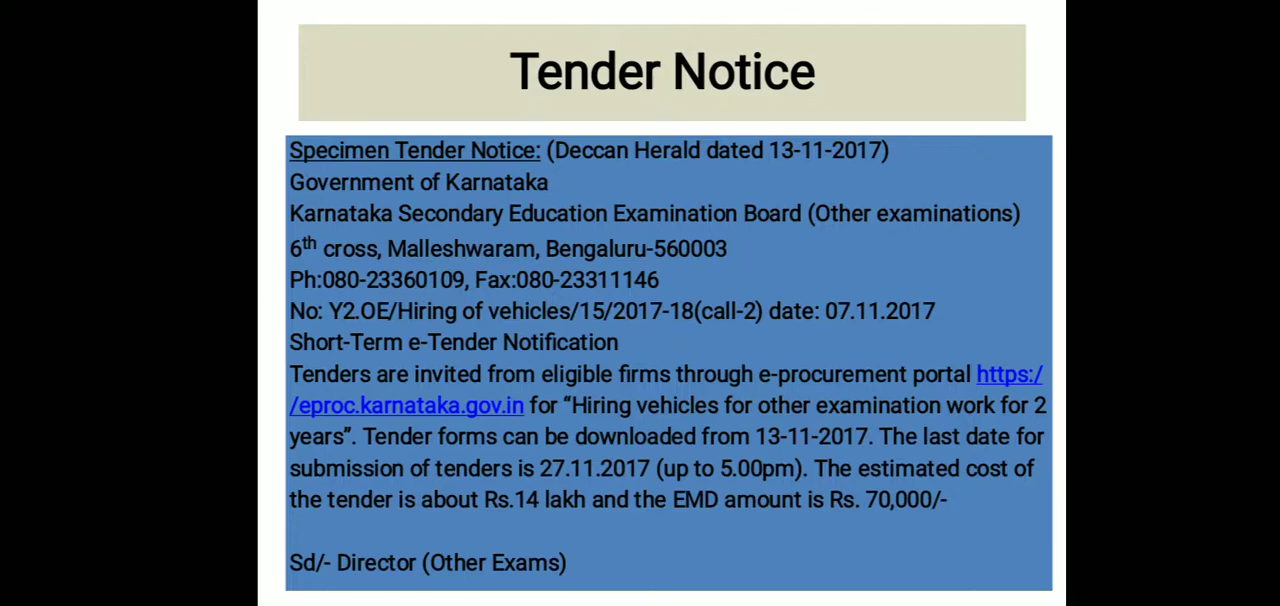 Tender Notice
Specimen Tender Notice: (Deccan Herald dated 13-11-2017)
Government of Karnataka
Karnataka Secondary Education Examination Board (Other examinations)
6th cross, Malleshwaram, Bengaluru-560003
Ph:080-23360109, Fax:080-23311146
No: Y2.OE/Hiring of vehicles/15/2017-18(call-2) date: 07.11.2017
Short-Term e-Tender Notification
Tenders are invited from eligible firms through e-procurement portal https:/
/eproc.karnataka.gov.in for “Hiring vehicles for other examination work for 2
years”. Tender forms can be downloaded from 13-11-2017. The last date for
submission of tenders is 27.11.2017 (up to 5.00pm). The estimated cost of
the tender is about Rs.14 lakh and the EMD amount is Rs. 70,000/-
Sd/- Director (Other Exams)